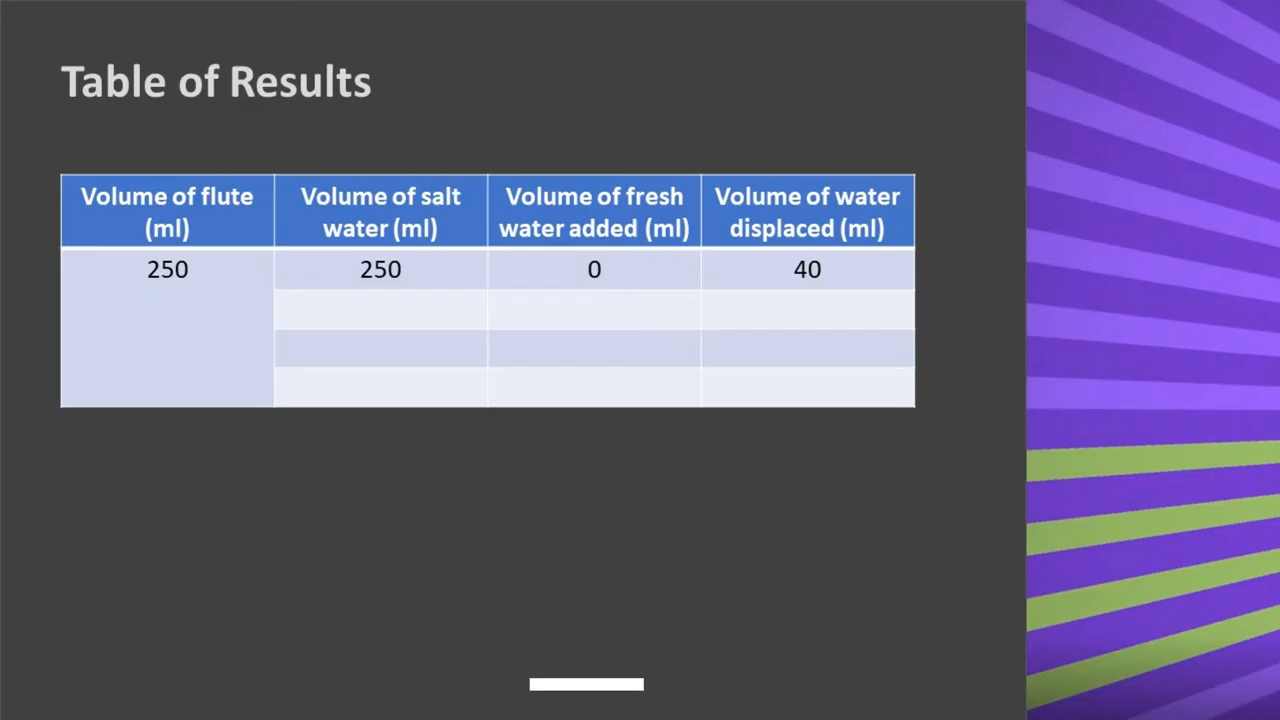 Table of Results
Volume of flute (ml)
Volume of salt water (ml)
Volume of fresh water added (ml)
Volume of water displaced (ml)
250
250
0
40